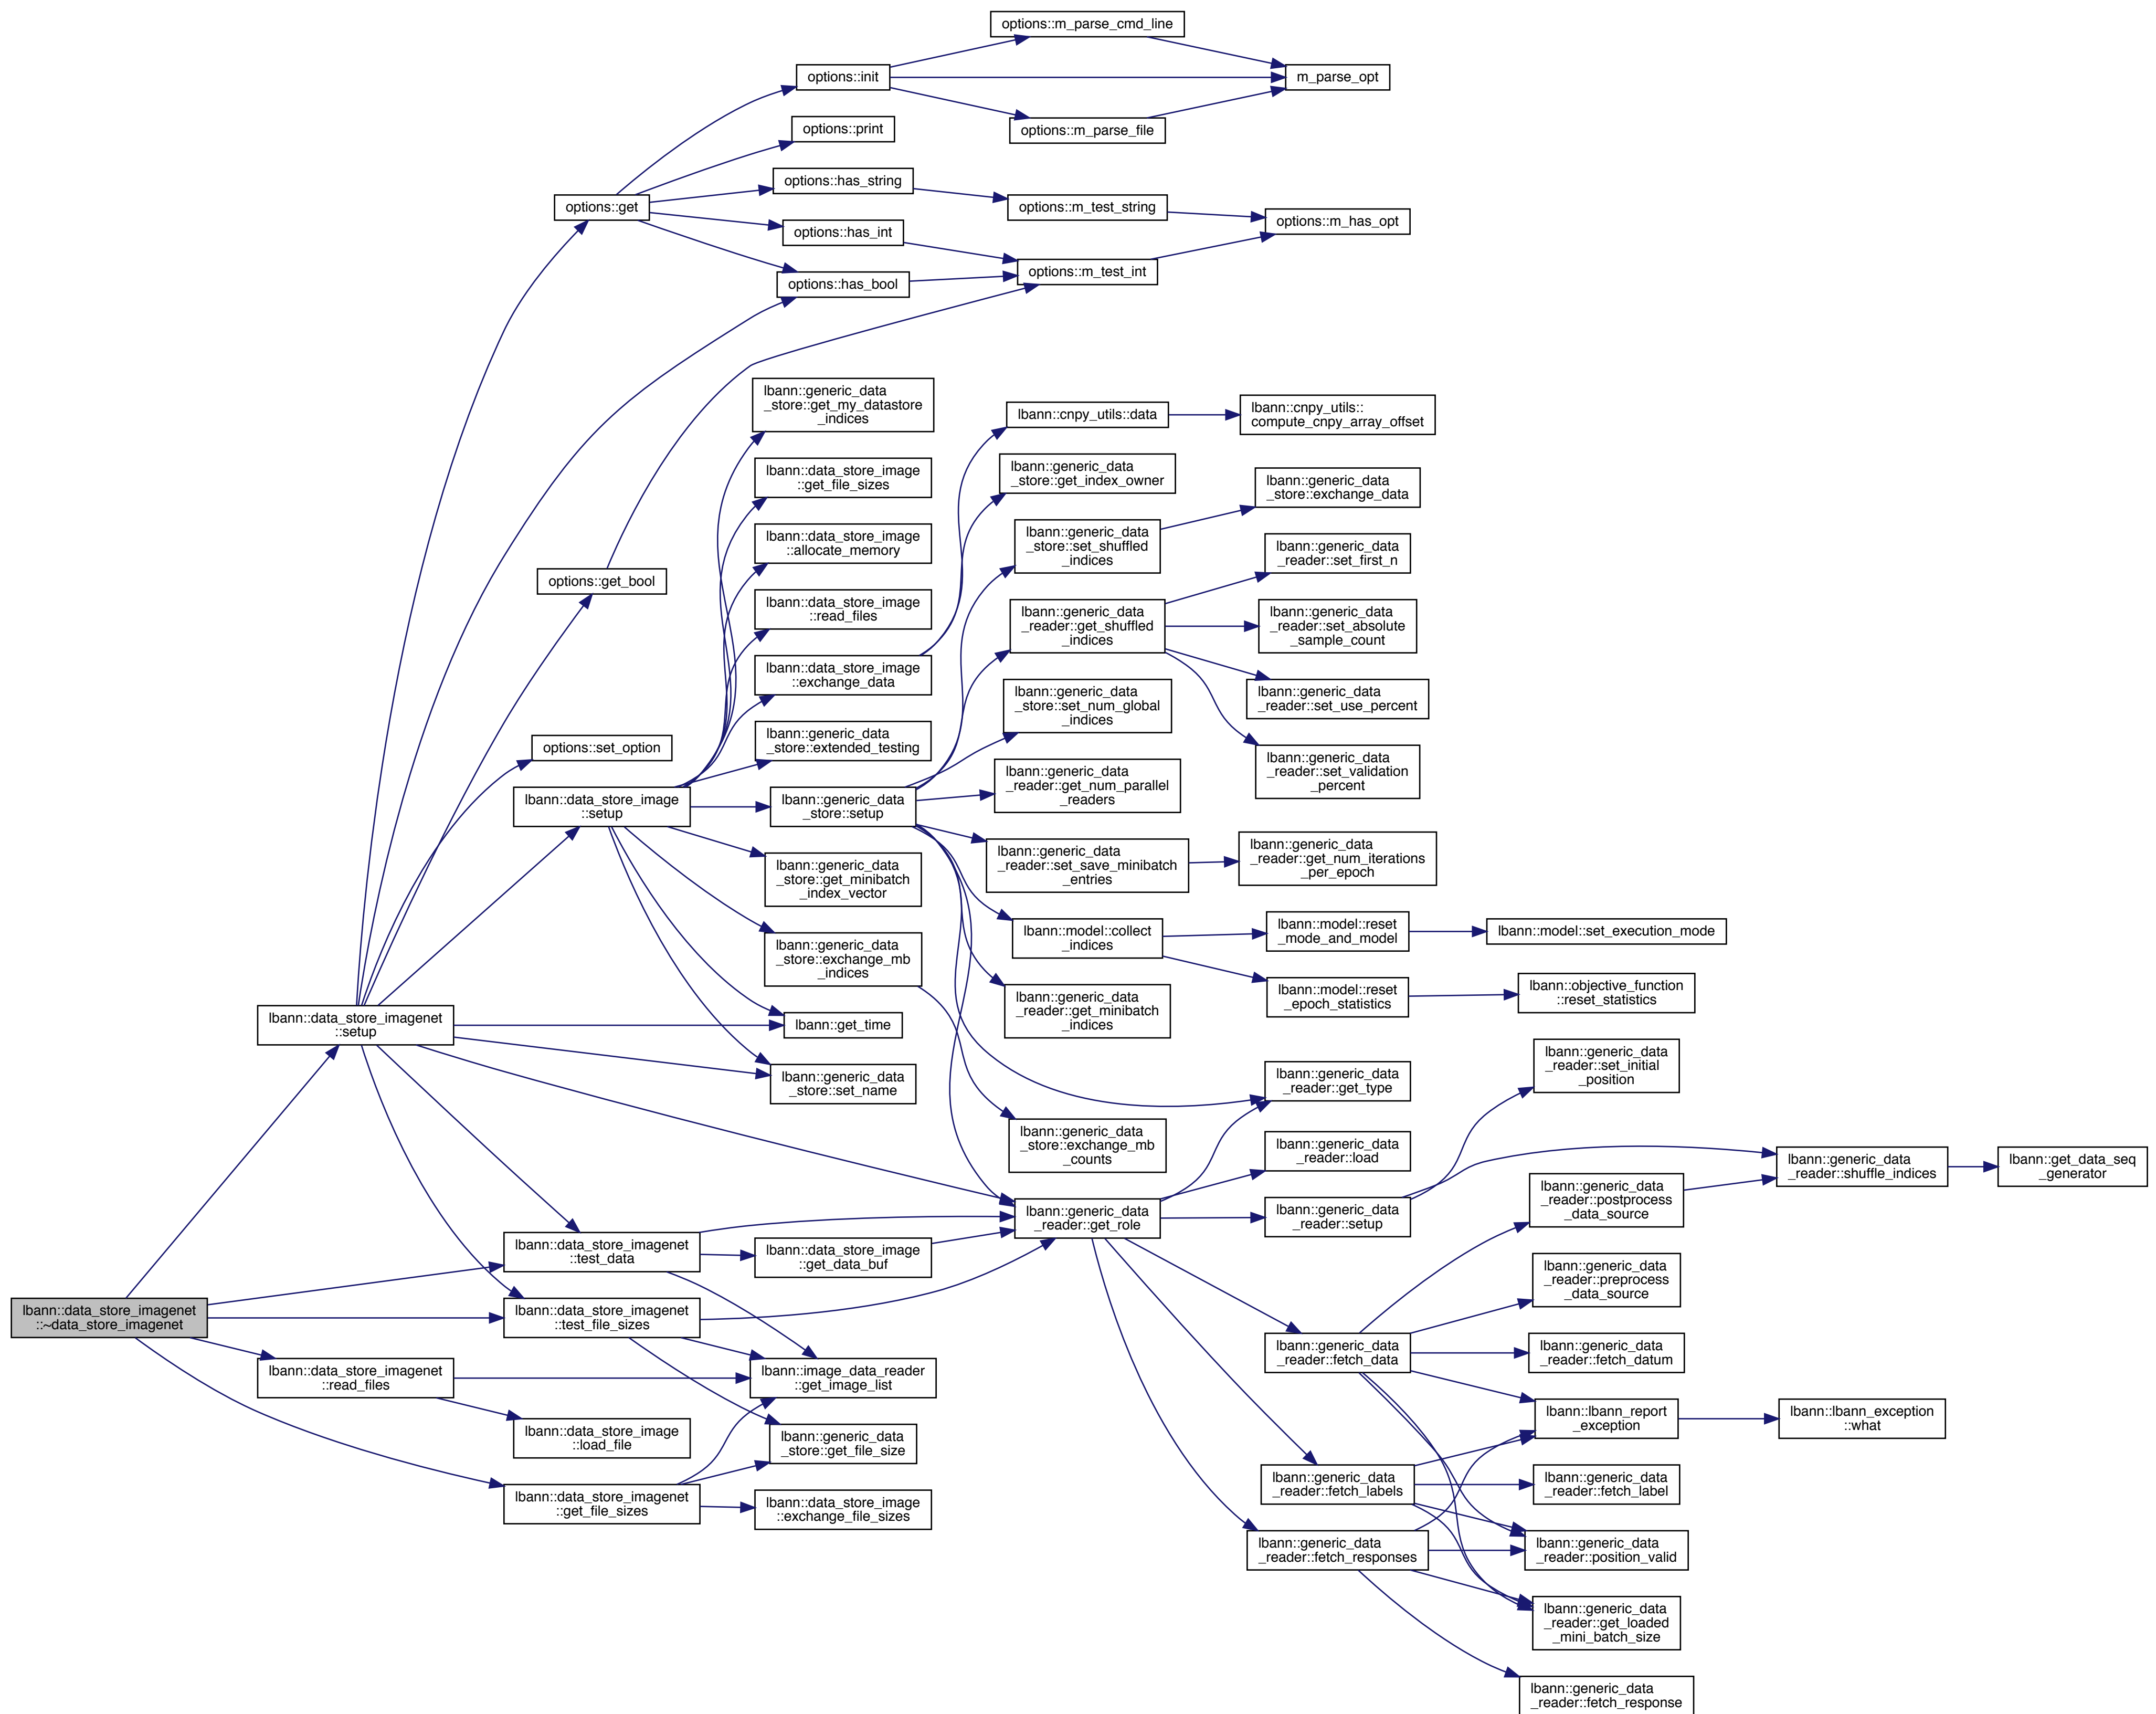 options::m_parse_cmd_line
options::init
m_parse_opt
options::print
options::m_parse_file
options::has_string
options::get
options::m_test_string
options::m_has_opt
options::has_int
options::m_test_int
options::has_bool
lbann::generic_data
_store::get_my_datastore
_indices
lbann::cnpy_utils::data
lbann::cnpy_utils::
compute_cnpy_array_offset
lbann::data_store_image
::get_file_sizes
lbann::generic_data
_store::get_index_owner
lbann::generic_data
_store::exchange_data
lbann::data_store_image
::allocate_memory
lbann::generic_data
_store::set_shuffled
_indices
lbann::generic_data
_reader::set_first_n
options::get_bool
lbann::data_store_image
::read_files
lbann::generic_data
_reader::get_shuffled
_indices
lbann::generic_data
_reader::set_absolute
_sample_count
lbann::data_store_image
::exchange_data
lbann::generic_data
_store::set_num_global
_indices
lbann::generic_data
_reader::set_use_percent
options::set_option
lbann::generic_data
_store::extended_testing
lbann::generic_data
_reader::set_validation
_percent
lbann::generic_data
_reader::get_num_parallel
_readers
lbann::data_store_image
::setup
lbann::generic_data
_store::setup
lbann::generic_data
_reader::set_save_minibatch
_entries
lbann::generic_data
_reader::get_num_iterations
_per_epoch
lbann::generic_data
_store::get_minibatch
_index_vector
lbann::model::collect
_indices
lbann::model::reset
_mode_and_model
lbann::model::set_execution_mode
lbann::generic_data
_store::exchange_mb
_indices
lbann::model::reset
_epoch_statistics
lbann::objective_function
::reset_statistics
lbann::generic_data
_reader::get_minibatch
_indices
lbann::data_store_imagenet
::setup
lbann::get_time
lbann::generic_data
_reader::set_initial
_position
lbann::generic_data
_store::set_name
lbann::generic_data
_reader::get_type
lbann::generic_data
_store::exchange_mb
_counts
lbann::generic_data
_reader::load
lbann::generic_data
_reader::shuffle_indices
lbann::get_data_seq
_generator
lbann::generic_data
_reader::postprocess
_data_source
lbann::generic_data
_reader::get_role
lbann::generic_data
_reader::setup
lbann::data_store_imagenet
::test_data
lbann::data_store_image
::get_data_buf
lbann::generic_data
_reader::preprocess
_data_source
lbann::data_store_imagenet
::~data_store_imagenet
lbann::data_store_imagenet
::test_file_sizes
lbann::generic_data
_reader::fetch_data
lbann::generic_data
_reader::fetch_datum
lbann::data_store_imagenet
::read_files
lbann::image_data_reader
::get_image_list
lbann::lbann_report
_exception
lbann::lbann_exception
::what
lbann::data_store_image
::load_file
lbann::generic_data
_store::get_file_size
lbann::generic_data
_reader::fetch_labels
lbann::generic_data
_reader::fetch_label
lbann::data_store_imagenet
::get_file_sizes
lbann::data_store_image
::exchange_file_sizes
lbann::generic_data
_reader::fetch_responses
lbann::generic_data
_reader::position_valid
lbann::generic_data
_reader::get_loaded
_mini_batch_size
lbann::generic_data
_reader::fetch_response